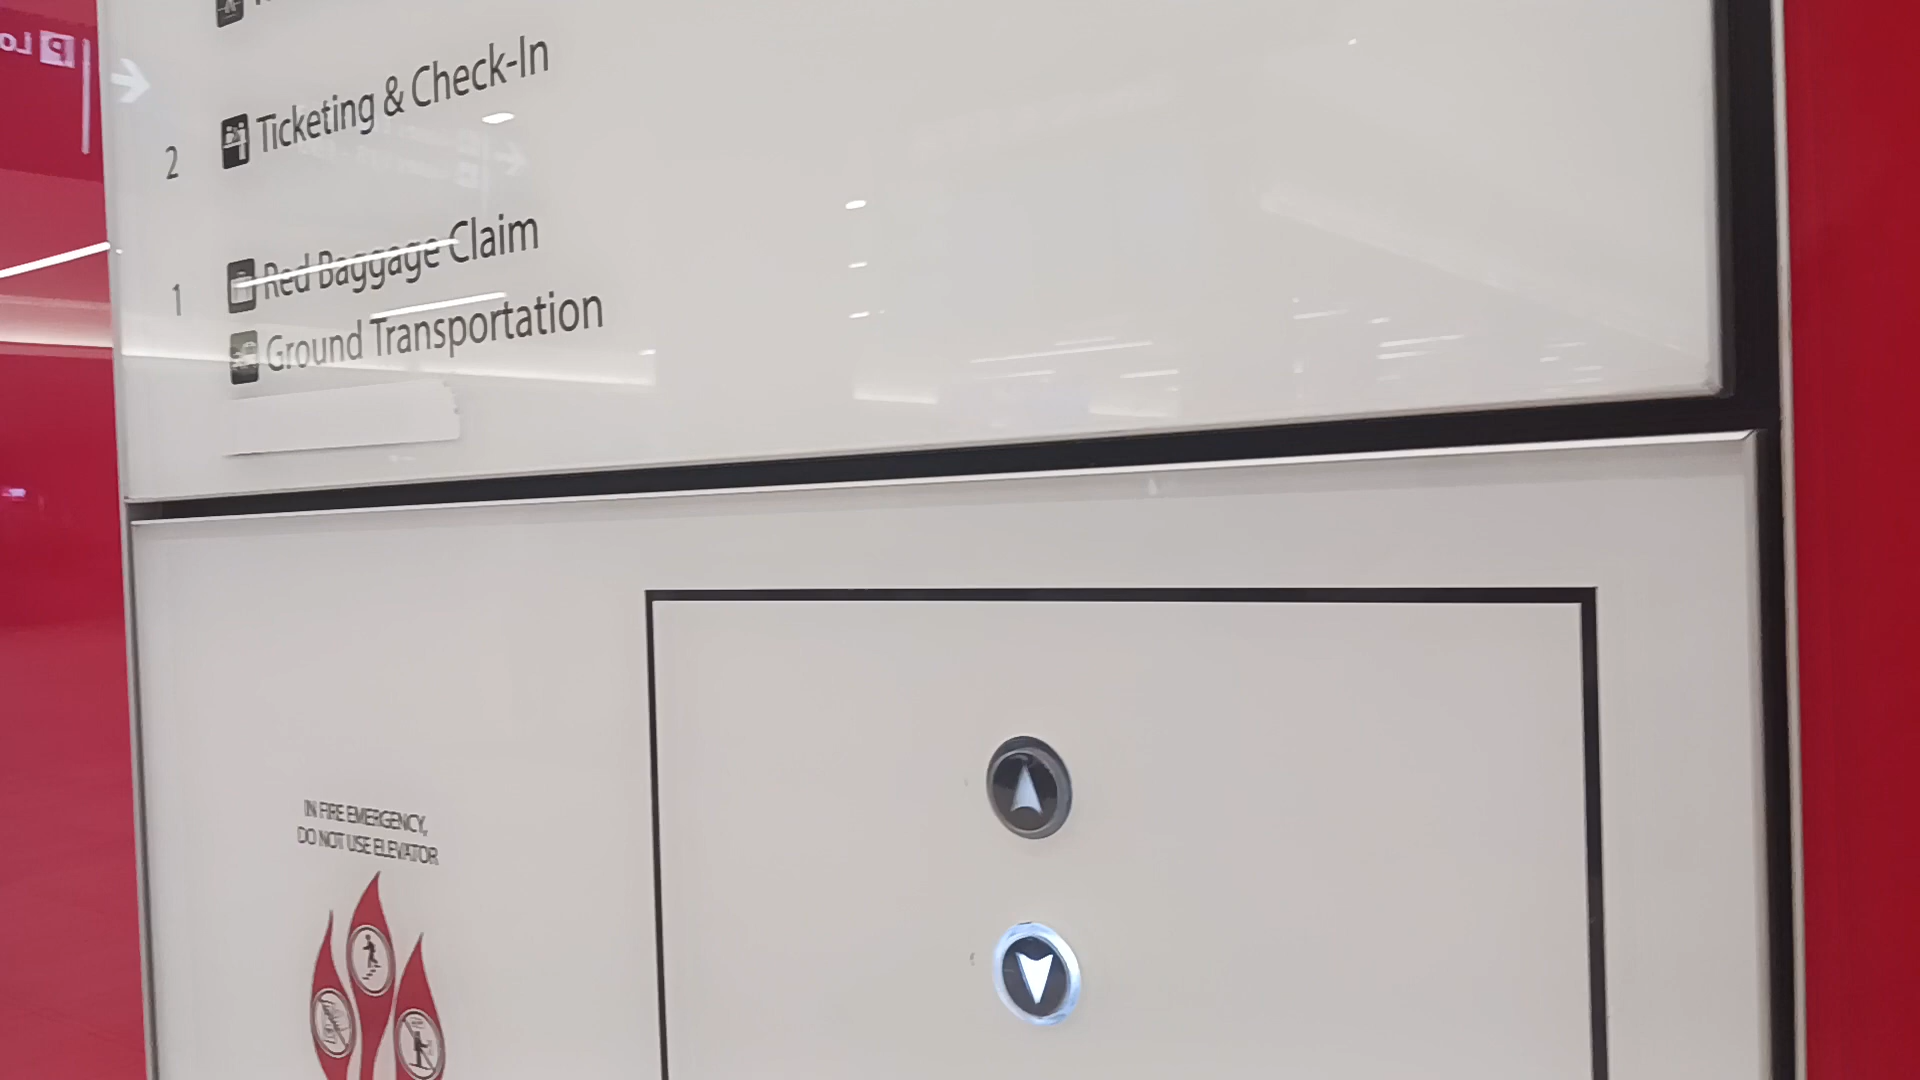 2 Ticketing & Check-In
1 Red Baggage Claim
Ground Transportation
IN FIRE EMERGENCY,
DO NOT USE ELEVATOR